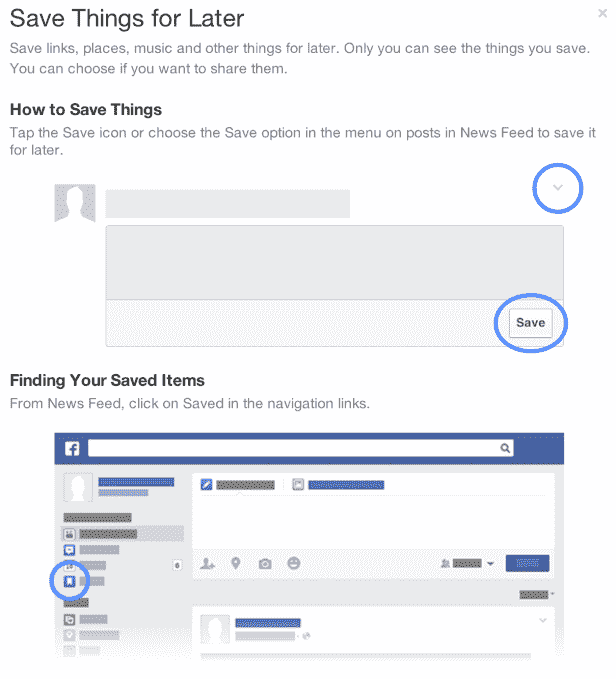 Save Things for Later
Save links, places, music and other things for later. Only you can see the things you save.
You can choose if you want to share them.
How to Save Things
Tap the Save icon or choose the Save option in the menu on posts in News Feed to save it
for later.
Save
Finding Your Saved Items
From News Feed, click on Saved in the navigation links.
f